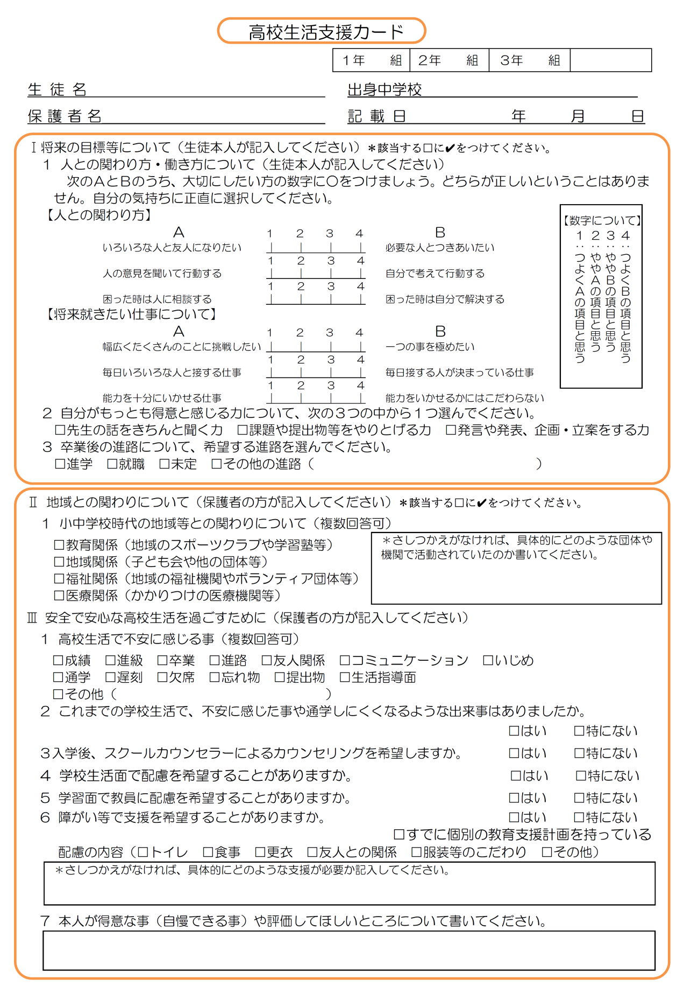 高校生活支援カード
1年　　組　2年　　組　3年　　組
生徒名　出身中学校
保護者名　記載日　　年　　月　　日
Ⅰ将来の目標等について（生徒本人が記入してください）＊該当する□に✔をつけてください。
1 人との関わり方・働き方について（生徒本人が記入してください）
次のAとBのうち、大切にしたい方の数字に○をつけましょう。どちらが正しいということはありま
せん。自分の気持ちに正直に選択してください。
【人との関わり方】
A　1　2　3　4　B
いろいろな人と友人になりたい　必要な人とつきあいたい
1　2　3　4
人の意見を聞いて行動する　自分で考えて行動する
1　2　3　4
困った時は人に相談する　困った時は自分で解決する
【将来就きたい仕事について】
A　1　2　3　4　B
幅広くたくさんのことに挑戦したい　一つの事を極めたい
1　2　3　4
毎日いろいろな人と接する仕事　毎日接する人が決まっている仕事
1　2　3　4
能力を十分にいかせる仕事　能力をいかせるかにはこだわらない
【数字について】
1：つよくAの項目と思う
2：ややAの項目と思う
3：ややBの項目と思う
4：つよくBの項目と思う
2 自分がもっとも得意と感じる力について、次の3つの中から1つ選んでください。
□先生の話をきちんと聞く力　□課題や提出物等をやりとげる力　□発言や発表、企画・立案をする力
3 卒業後の進路について、希望する進路を選んでください。
□進学　□就職　□未定　□その他の進路（　　　）
Ⅱ 地域との関わりについて（保護者の方が記入してください）＊該当する□に✔をつけてください。
1 小中学校時代の地域等との関わりについて（複数回答可）
□教育関係（地域のスポーツクラブや学習塾等）
□地域関係（子ども会や他の団体等）
□福祉関係（地域の福祉機関やボランティア団体等）
□医療関係（かかりつけの医療機関等）
＊さしつかえがなければ、具体的にどのような団体や
機関で活動されていたのか書いてください。
Ⅲ 安全で安心な高校生活を過ごすために（保護者の方が記入してください）
1 高校生活で不安に感じる事（複数回答可）
□成績　□進級　□卒業　□進路　□友人関係　□コミュニケーション　□いじめ
□通学　□遅刻　□欠席　□忘れ物　□提出物　□生活指導面
□その他（　　　）
2 これまでの学校生活で、不安に感じた事や通学しにくくなるような出来事はありましたか。
□はい　□特にない
3入学後、スクールカウンセラーによるカウンセリングを希望しますか。　□はい　□特にない
4 学校生活面で配慮を希望することがありますか。　□はい　□特にない
5 学習面で教員に配慮を希望することがありますか。　□はい　□特にない
6 障がい等で支援を希望することがありますか。　□はい　□特にない
□すでに個別の教育支援計画を持っている
配慮の内容（□トイレ　□食事　□更衣　□友人との関係　□服装等のこだわり　□その他）
＊さしつかえがなければ、具体的にどのような支援が必要か記入してください。
7 本人が得意な事（自慢できる事）や評価してほしいところについて書いてください。